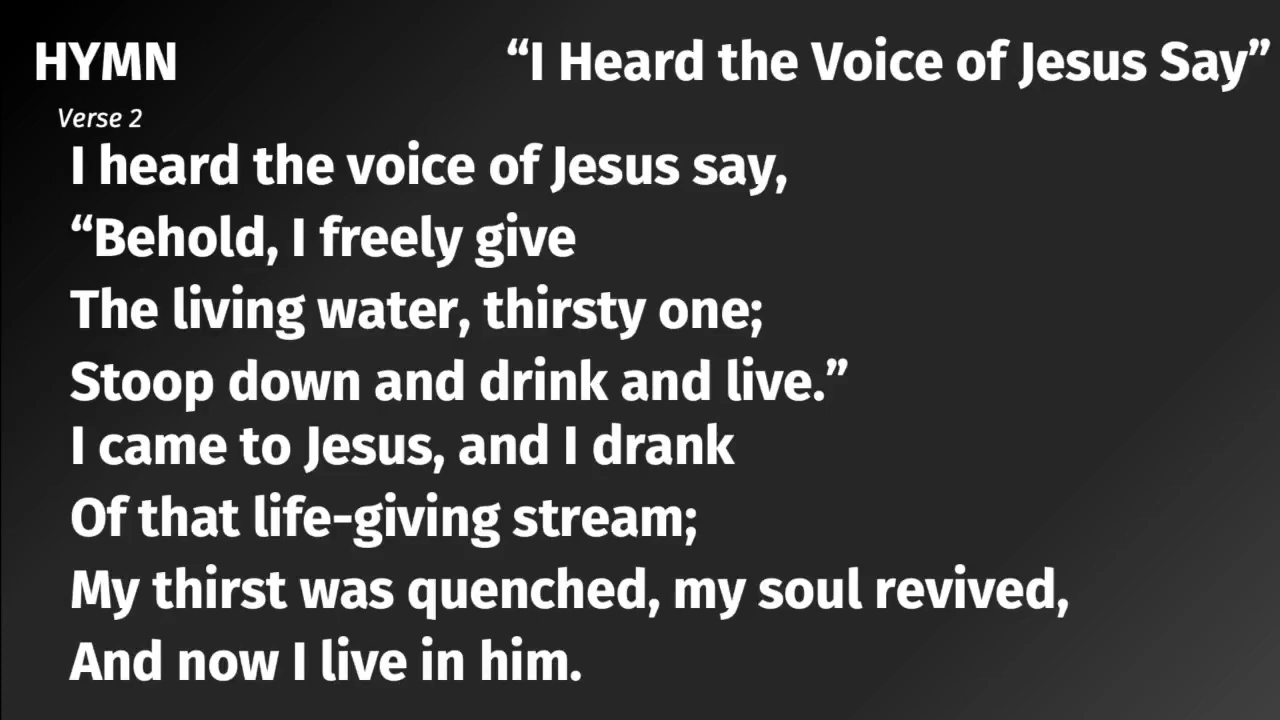 HYMN “I Heard the Voice of Jesus Say”
Verse 2
I heard the voice of Jesus say,
“Behold, I freely give
The living water, thirsty one;
Stoop down and drink and live.”
I came to Jesus, and I drank
Of that life-giving stream;
My thirst was quenched, my soul revived,
And now I live in him.